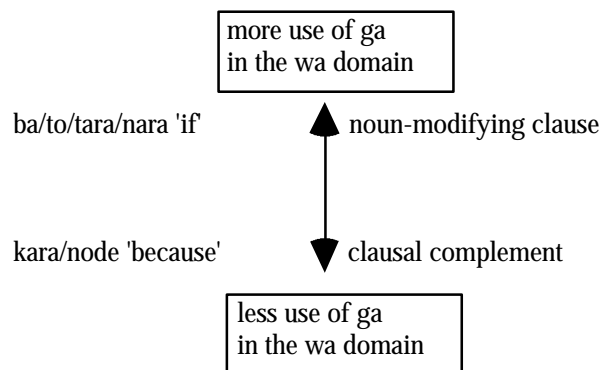 more use of ga
in the wa domain
ba/to/tara/nara 'if'
noun-modifying clause
kara/node 'because'
clausal complement
less use of ga
in the wa domain